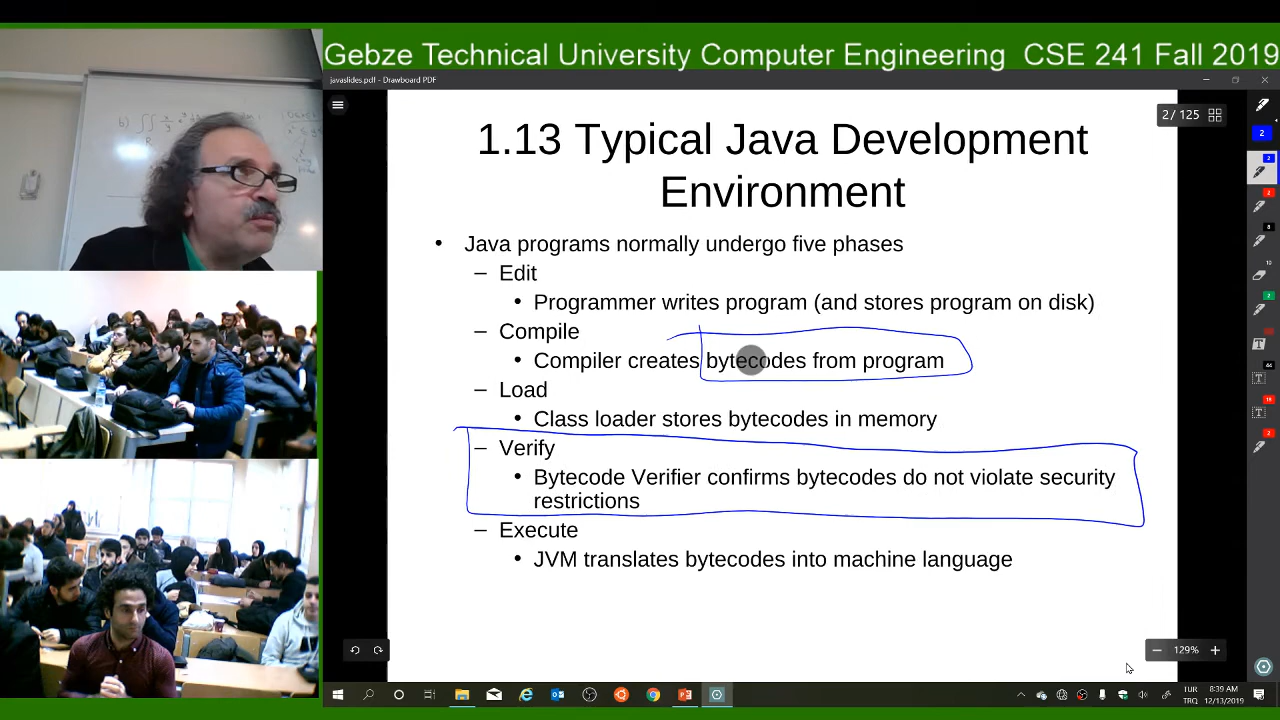 Gebze Technical University Computer Engineering CSE 241 Fall 2019
javaslides.pdf - Drawboard PDF
2 / 125
1.13 Typical Java Development
Environment
• Java programs normally undergo five phases
– Edit
• Programmer writes program (and stores program on disk)
– Compile
• Compiler creates bytecodes from program
– Load
• Class loader stores bytecodes in memory
– Verify
• Bytecode Verifier confirms bytecodes do not violate security
restrictions
– Execute
• JVM translates bytecodes into machine language
129%
TUR
TRQ
8:39 AM
12/13/2019